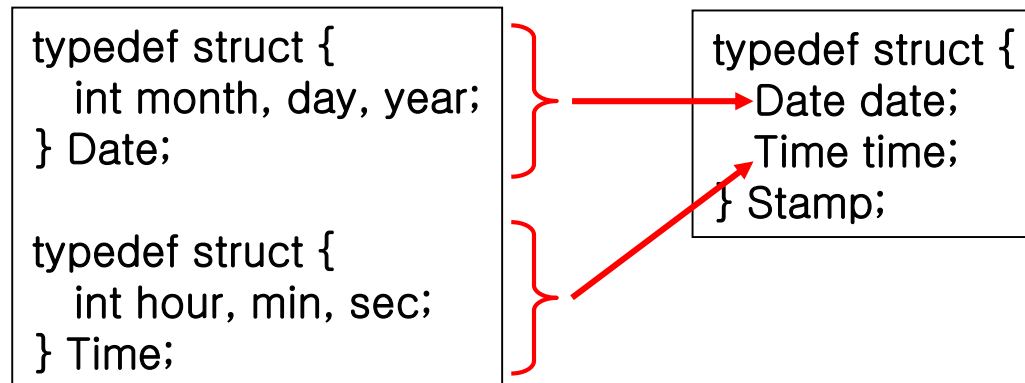 typedef struct {
int month, day, year;
} Date;
typedef struct {
int hour, min, sec;
} Time;
typedef struct {
Date date;
Time time;
} Stamp;